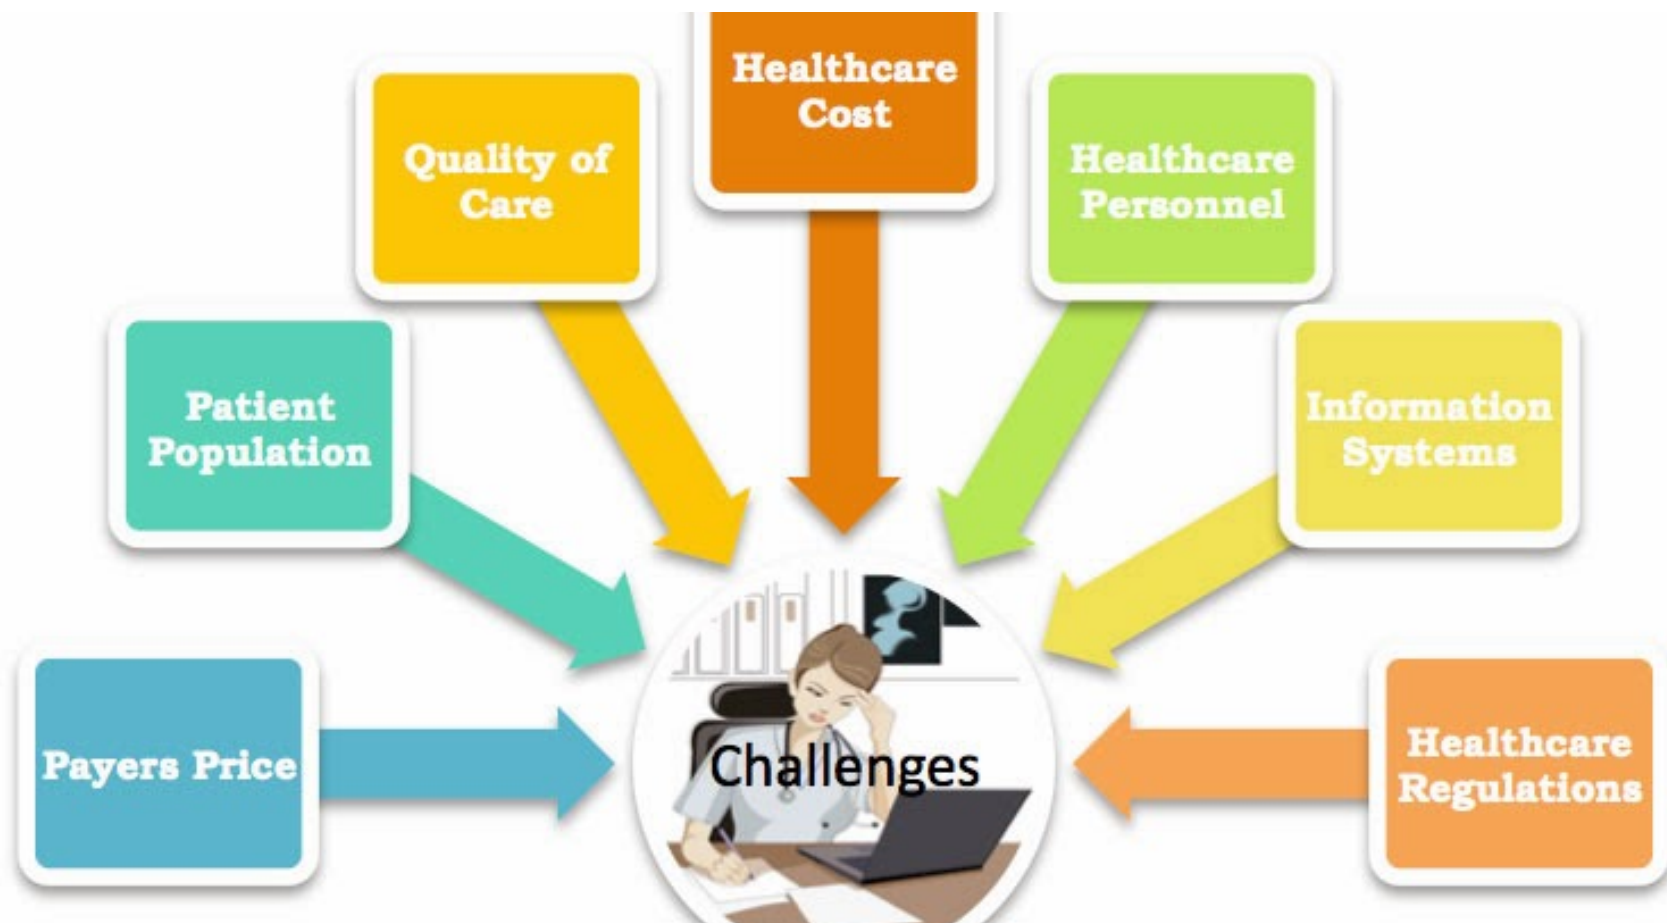 Healthcare
Cost
Quality of
Care
Healthcare
Personnel
Patient
Population
Information
Systems
Payers Price
Challenges
Healthcare
Regulations